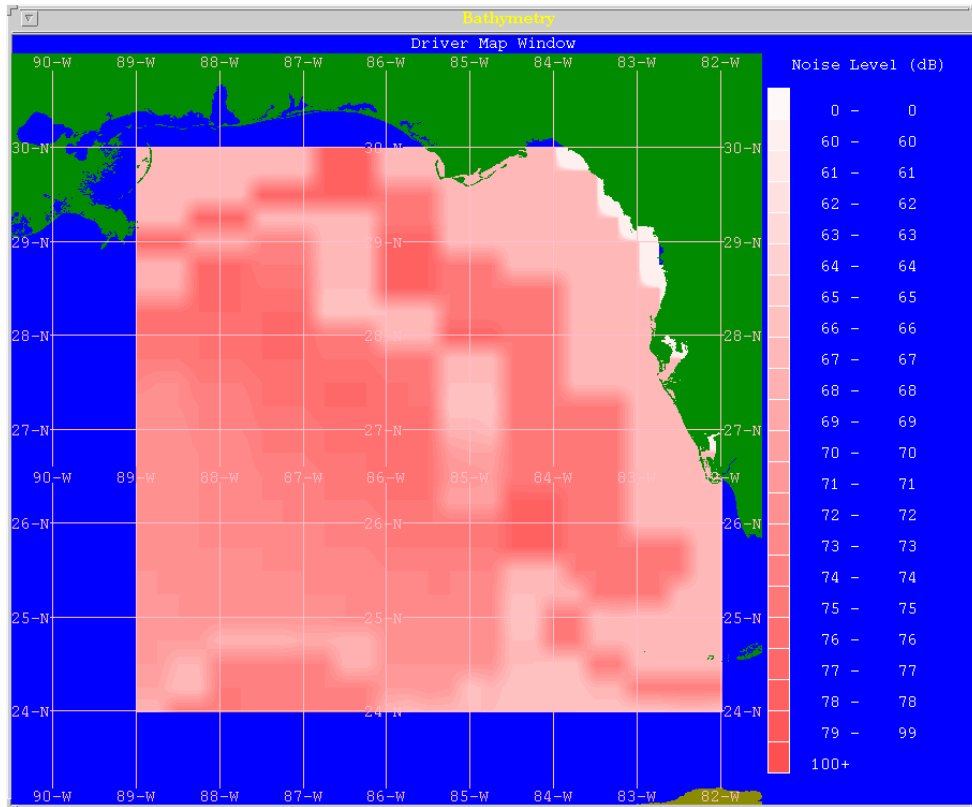 Bathymetry
Driver Map Window
90-W 89-W 88-W 87-W 86-W 85-W 84-W 83-W 82-W
Noise Level (dB)
0 - 0
60 - 60
61 - 61
62 - 62
63 - 63
64 - 64
65 - 65
66 - 66
67 - 67
68 - 68
69 - 69
70 - 70
71 - 71
72 - 72
73 - 73
74 - 74
75 - 75
76 - 76
77 - 77
78 - 78
79 - 99
100+
30-N 30-N 30-N
29-N 29-N 29-N
28-N 28-N 28-N
27-N 27-N 27-N
90-W 89-W 88-W 87-W 86-W 85-W 84-W 83-W 82-W
26-N 26-N 26-N
25-N 25-N 25-N
24-N 24-N 24-N
90-W 89-W 88-W 87-W 86-W 85-W 84-W 83-W 82-W